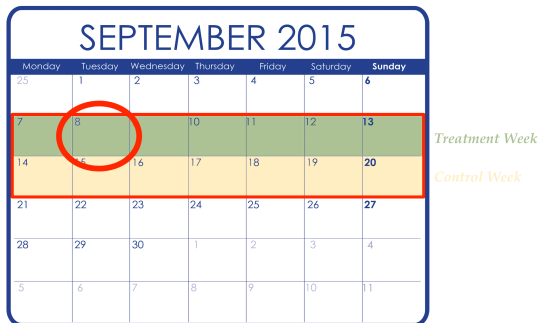 SEPTEMBER 2015
Monday Tuesday Wednesday Thursday Friday Saturday Sunday
25 1 2 3 4 5 6
7 8 10 11 12 13
Treatment Week
14 15 16 17 18 19 20
Control Week
21 22 23 24 25 26 27
28 29 30 1 2 3 4
5 6 7 8 9 10 11